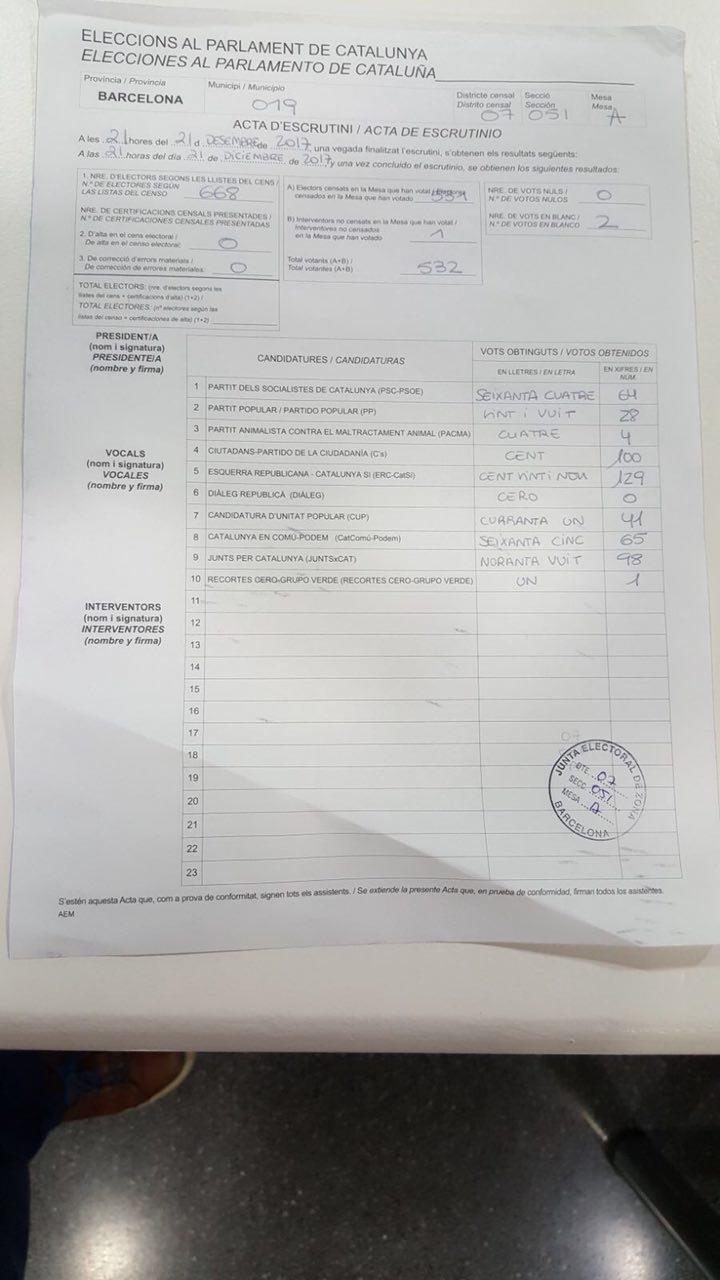 ELECCIONS AL PARLAMENT DE CATALUNYA
ELECCIONES AL PARLAMENTO DE CATALUÑA
Provincia / Provincia
BARCELONA
Municipi / Municipio
019
Districte censal
Distrito censal
07
Secció
Sección
051
Mesa
Mesa
A
ACTA D'ESCRUTINI / ACTA DE ESCRUTINIO
A les 21 hores del 21 d DESEMBRE de 2017, una vegada finalitzat l'escrutini, s'obtenen els resultats següents:
A las 21 horas del día 21 de DICIEMBRE de 2017 y una vez concluido el escrutinio, se obtienen los siguientes resultados:
1. NRE. D'ELECTORS SEGONS LES LLISTES DEL CENS /
N.º DE ELECTORES SEGÚN
LAS LISTAS DEL CENSO
668
NRE. DE CERTIFICACIONS CENSALS PRESENTADES /
N.º DE CERTIFICACIONES CENSALES PRESENTADAS
2. D'alta en el cens electoral /
De alta en el censo electoral:
0
3. De correcció d'errors materials /
De corrección de errores materiales:
0
TOTAL ELECTORS: (nre. d'electors segons les
llistes del cens + certificacions d'alta) (1+2) /
TOTAL ELECTORES: (nº electores según las
listas del censo + certificaciones de alta) (1+2)
A) Electors censats en la Mesa que han votat /
censados en la Mesa que han votado
531
B) Interventors no censats en la Mesa que han votat /
Interventores no censados
en la Mesa que han votado
1
Total votants (A+B) /
Total votantes (A+B)
532
NRE. DE VOTS NULS /
N.º DE VOTOS NULOS
0
NRE. DE VOTS EN BLANC /
N.º DE VOTOS EN BLANCO
2
PRESIDENT/A
(nom i signatura)
PRESIDENTE/A
(nombre y firma)
VOCALS
(nom i signatura)
VOCALES
(nombre y firma)
INTERVENTORS
(nom i signatura)
INTERVENTORES
(nombre y firma)
CANDIDATURES / CANDIDATURAS
VOTS OBTINGUTS / VOTOS OBTENIDOS
EN LLETRES / EN LETRA
EN XIFRES / EN NÚM.
1 PARTIT DELS SOCIALISTES DE CATALUNYA (PSC-PSOE) SEIXANTA CUATRE 64
2 PARTIT POPULAR / PARTIDO POPULAR (PP) VINT i VUIT 28
3 PARTIT ANIMALISTA CONTRA EL MALTRACTAMENT ANIMAL (PACMA) CUATRE 4
4 CIUTADANS-PARTIDO DE LA CIUDADANÍA (C's) CENT 100
5 ESQUERRA REPUBLICANA - CATALUNYA SÍ (ERC-CatSí) CENT VINTi NOU 129
6 DIÀLEG REPUBLICÀ (DIÀLEG) CERO 0
7 CANDIDATURA D'UNITAT POPULAR (CUP) CURRANTA UN 41
8 CATALUNYA EN COMÚ-PODEM (CatComú-Podem) SEIXANTA CINC 65
9 JUNTS PER CATALUNYA (JUNTSxCAT) NORANTA VUIT 98
10 RECORTES CERO-GRUPO VERDE (RECORTES CERO-GRUPO VERDE) UN 1
11
12
13
14
15
16
17
18
19
20
21
22
23
07
JUNTA ELECTORAL DE ZONA
DTE. 07
SECC. 051
MESA A
BARCELONA
S'estén aquesta Acta que, com a prova de conformitat, signen tots els assistents. / Se extiende la presente Acta que, en prueba de conformidad, firman todos los asistentes.
AEM